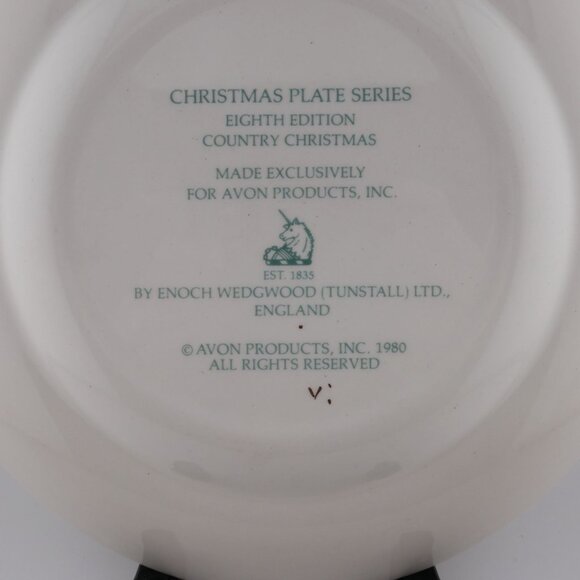 CHRISTMAS PLATE SERIES
EIGHTH EDITION
COUNTRY CHRISTMAS
MADE EXCLUSIVELY
FOR AVON PRODUCTS, INC.
EST. 1835
BY ENOCH WEDGWOOD (TUNSTALL) LTD.,
ENGLAND
© AVON PRODUCTS, INC. 1980
ALL RIGHTS RESERVED
V: